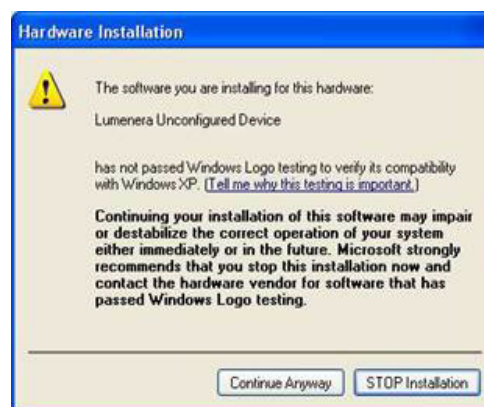 Hardware Installation
The software you are installing for this hardware:
Lumenera Unconfigured Device
has not passed Windows Logo testing to verify its compatibility
with Windows XP. (Tell me why this testing is important.)
Continuing your installation of this software may impair
or destabilize the correct operation of your system
either immediately or in the future. Microsoft strongly
recommends that you stop this installation now and
contact the hardware vendor for software that has
passed Windows Logo testing.
Continue Anyway
STOP Installation